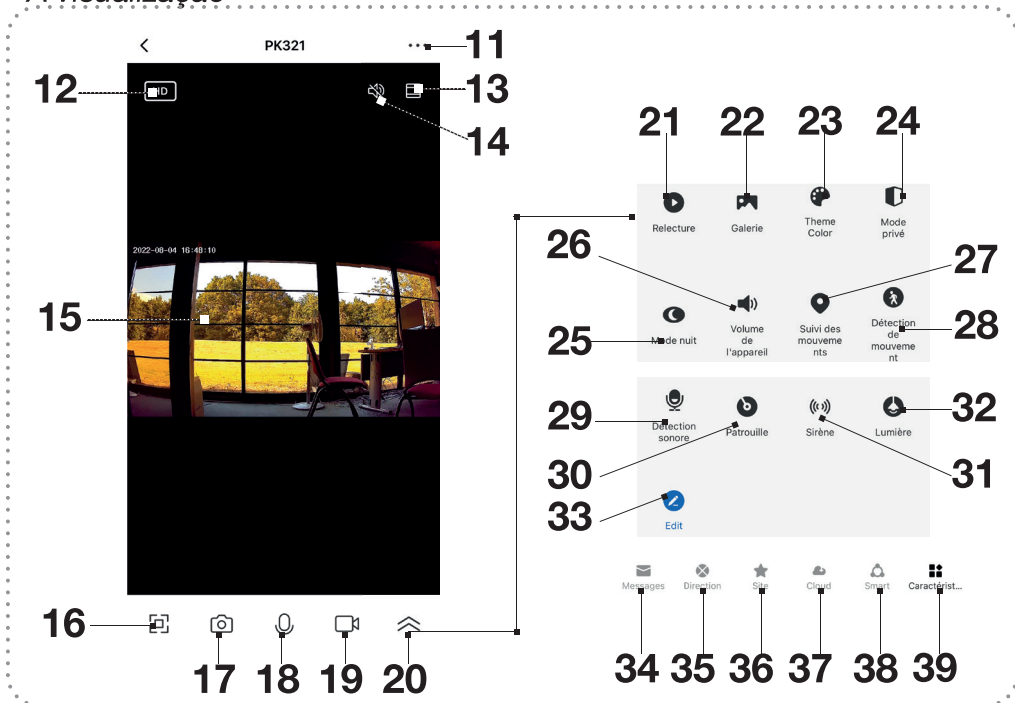 A visualização
PK321
11
12
HD
13
14
2022-08-04 16:48:10
15
16
17
18
19
20
21
22
23
24
Relecture
Galerie
Theme
Color
Mode
privé
26
27
25
Mode nuit
Volume
de
l'appareil
Suivi des
mouveme
nts
Détection
de
mouveme
nt
28
29
Détection
sonore
Patrouille
Sirène
Lumière
32
30
31
33
Edit
Messages
Direction
Site
Cloud
Smart
Caractérist...
34
35
36
37
38
39